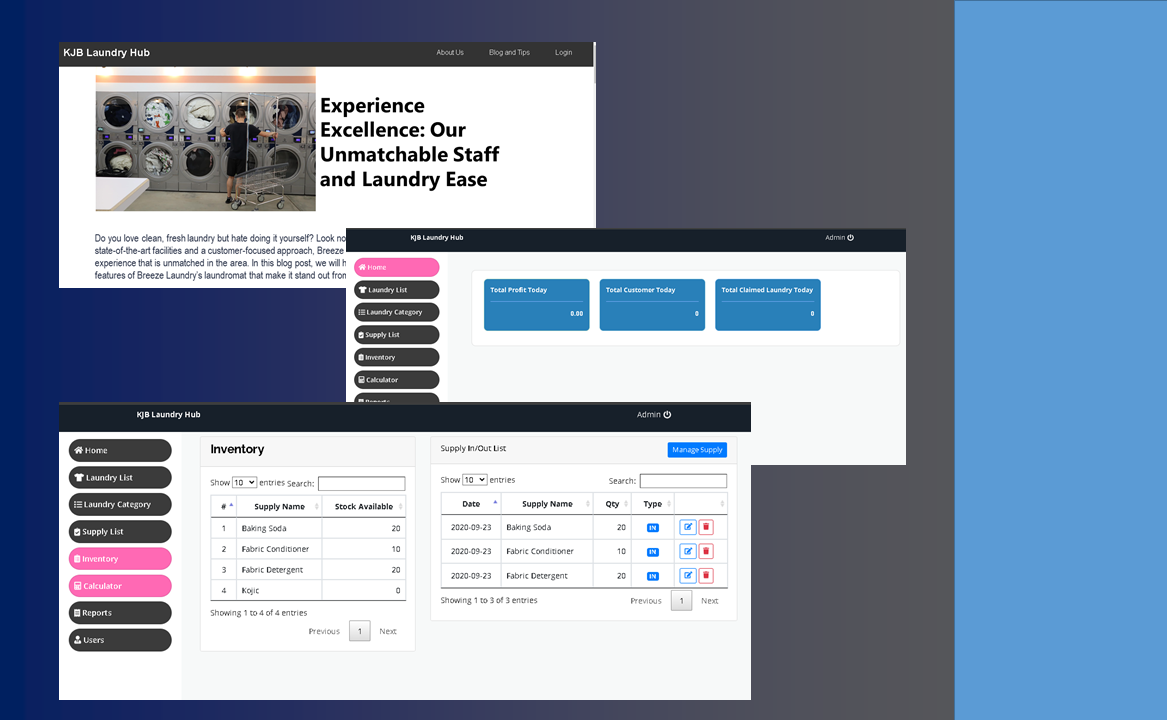 KJB Laundry Hub
About Us
Blog and Tips
Login
Experience
Excellence: Our
Unmatchable Staff
and Laundry Ease
Do you love clean, fresh laundry but hate doing it yourself? Look
state-of-the-art facilities and a customer-focused approach, Breeze
experience that is unmatched in the area. In this blog post, we will
features of Breeze Laundry's laundromat that make it stand out from
KJB Laundry Hub
Admin
Home
Laundry List
Laundry Category
Supply List
Inventory
Calculator
Reports
Total Profit Today
0.00
Total Customer Today
0
Total Claimed Laundry Today
0
KJB Laundry Hub
Admin
Home
Laundry List
Laundry Category
Supply List
Inventory
Calculator
Reports
Users
Inventory
Show 10 entries Search:
# Supply Name Stock Available
1 Baking Soda 20
2 Fabric Conditioner 10
3 Fabric Detergent 20
4 Kojic 0
Showing 1 to 4 of 4 entries
Previous 1 Next
Supply In/Out List
Manage Supply
Show 10 entries Search:
Date Supply Name Qty Type
2020-09-23 Baking Soda 20 IN
2020-09-23 Fabric Conditioner 10 IN
2020-09-23 Fabric Detergent 20 IN
Showing 1 to 3 of 3 entries
Previous 1 Next